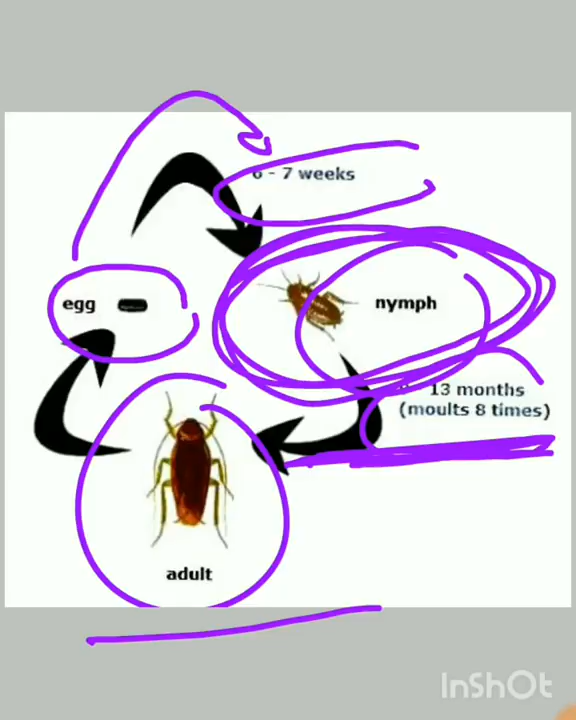 6 - 7 weeks
egg
nymph
13 months
(moults 8 times)
adult
InShOt